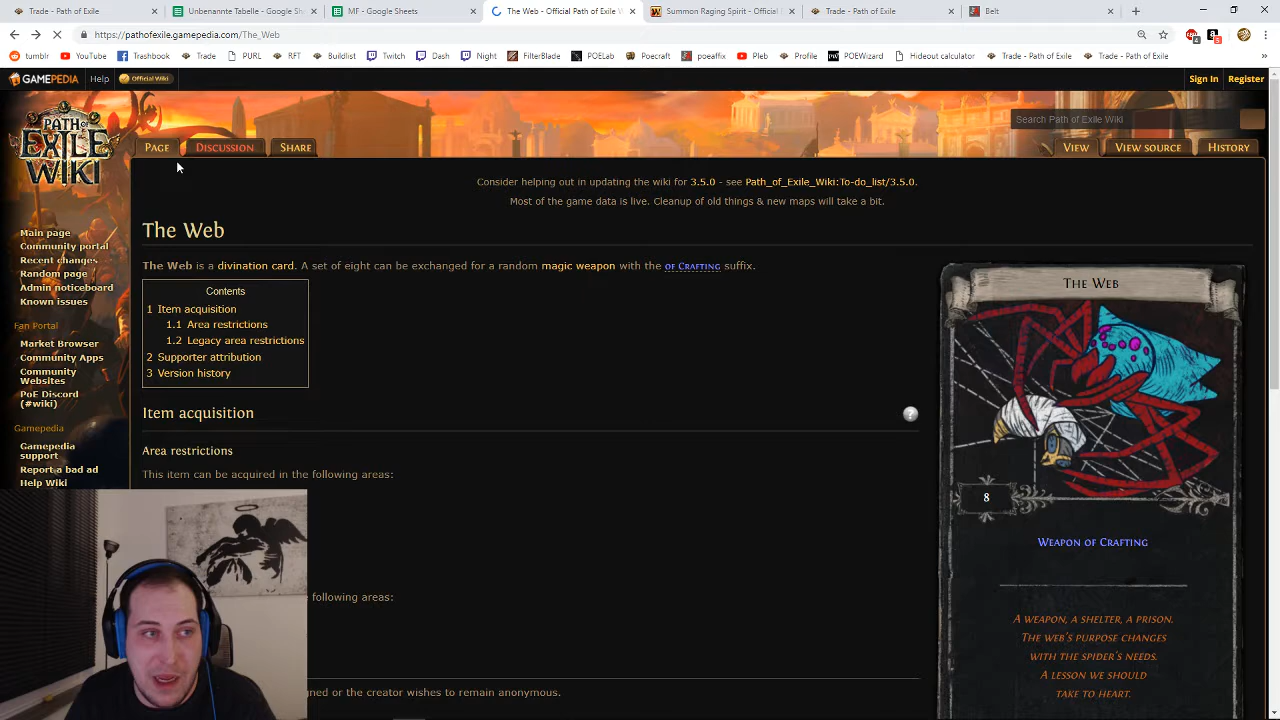 Trade - Path of Exile
Unbenannte Tabelle - Google Sheets
MF - Google Sheets
The Web - Official Path of Exile
Summon Raging Spirit - Official
Trade - Path of Exile
Belt
https://pathofexile.gamepedia.com/The_Web
tumblr
YouTube
Trashbook
Trade
PURL
RFT
Buildlist
Twitch
Dash
Night
FilterBlade
POELab
Poecraft
poeaffix
Pleb
Profile
POEWizard
Hideout calculator
Trade - Path of Exile
Trade - Path of Exile
GAMEPEDIA
Help
Official Wiki
Sign In
Register
PATH OF EXILE WIKI
Search Path of Exile Wiki
PAGE
DISCUSSION
SHARE
VIEW
VIEW SOURCE
HISTORY
Consider helping out in updating the wiki for 3.5.0 - see Path_of_Exile_Wiki:To-do_list/3.5.0.
Most of the game data is live. Cleanup of old things & new maps will take a bit.
Main page
Community portal
Recent changes
Random page
Admin noticeboard
Known issues
Fan Portal
Market Browser
Community Apps
Community Websites
PoE Discord (#wiki)
Gamepedia
Gamepedia support
Report a bad ad
Help Wiki
The Web
The Web is a divination card. A set of eight can be exchanged for a random magic weapon with the OF CRAFTING suffix.
Contents
1 Item acquisition
1.1 Area restrictions
1.2 Legacy area restrictions
2 Supporter attribution
3 Version history
Item acquisition
?
Area restrictions
This item can be acquired in the following areas:
following areas:
ned or the creator wishes to remain anonymous.
THE WEB
8
WEAPON OF CRAFTING
A WEAPON, A SHELTER, A PRISON.
THE WEB'S PURPOSE CHANGES
WITH THE SPIDER'S NEEDS.
A LESSON WE SHOULD
TAKE TO HEART.